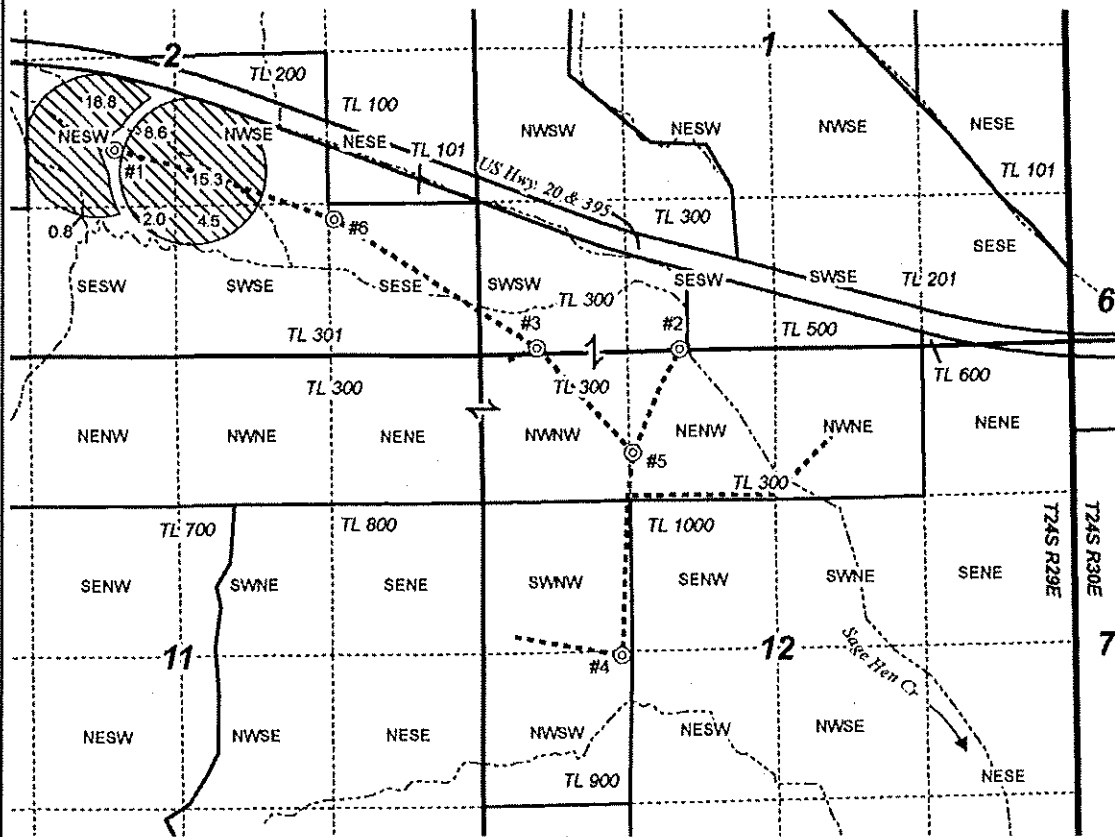 2
1
TL 200
18.8
TL 100
NESW
8.6
NWSE
NESE
NWSW
NESW
NWSE
NESE
TL 101
TL 101
#1
15.3
US Hwy. 20 & 395
2.0
4.5
#6
TL 300
0.8
SESE
SESW
SWSE
SESE
SWSW
SESW
SWSE
TL 201
TL 300
6
TL 301
#3
#2
TL 500
TL 300
TL 300
TL 600
NENW
NWNE
NENE
NWNW
NENW
NWNE
NENE
#5
TL 300
TL 700
TL 800
TL 1000
T24S R29E
T24S R30E
SENW
SWNE
SENE
SWNW
SENW
SWNE
SENE
11
#4
12
Sage Hen Cr
7
NESW
NWSE
NESE
NWSW
NESW
NWSE
NESE
TL 900